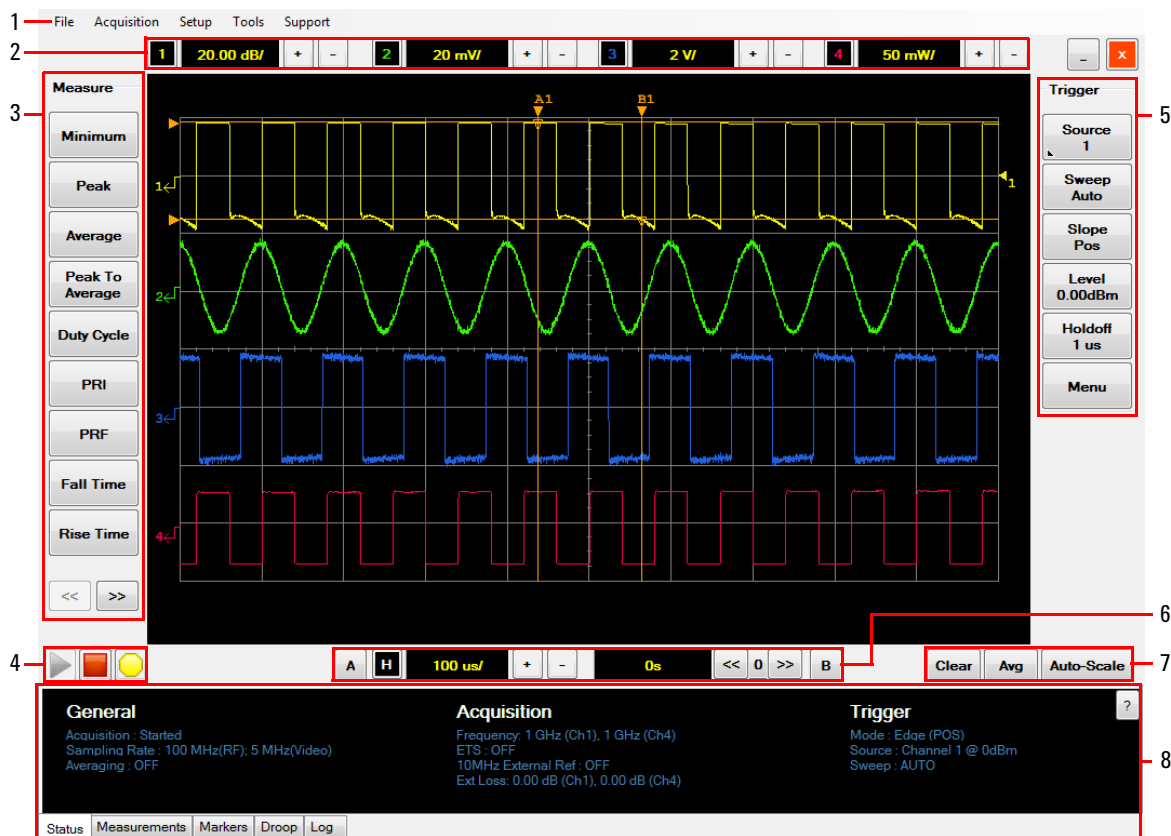 1
File Acquisition Setup Tools Support
2
1 20.00 dB/ + - 2 20 mV/ + - 3 2 V/ + - 4 50 mW/ + -
_ x
3
Measure
Minimum
Peak
Average
Peak To
Average
Duty Cycle
PRI
PRF
Fall Time
Rise Time
<< >>
A1 B1
1
1
2
3
4
5
Trigger
Source
1
Sweep
Auto
Slope
Pos
Level
0.00dBm
Holdoff
1 us
Menu
4
6
A H 100 us/ + - 0s << 0 >> B
7
Clear Avg Auto-Scale
8
?
General
Acquisition : Started
Sampling Rate : 100 MHz(RF); 5 MHz(Video)
Averaging : OFF
Acquisition
Frequency: 1 GHz (Ch1), 1 GHz (Ch4)
ETS : OFF
10MHz External Ref : OFF
Ext Loss: 0.00 dB (Ch1), 0.00 dB (Ch4)
Trigger
Mode : Edge (POS)
Source : Channel 1 @ 0dBm
Sweep : AUTO
Status Measurements Markers Droop Log